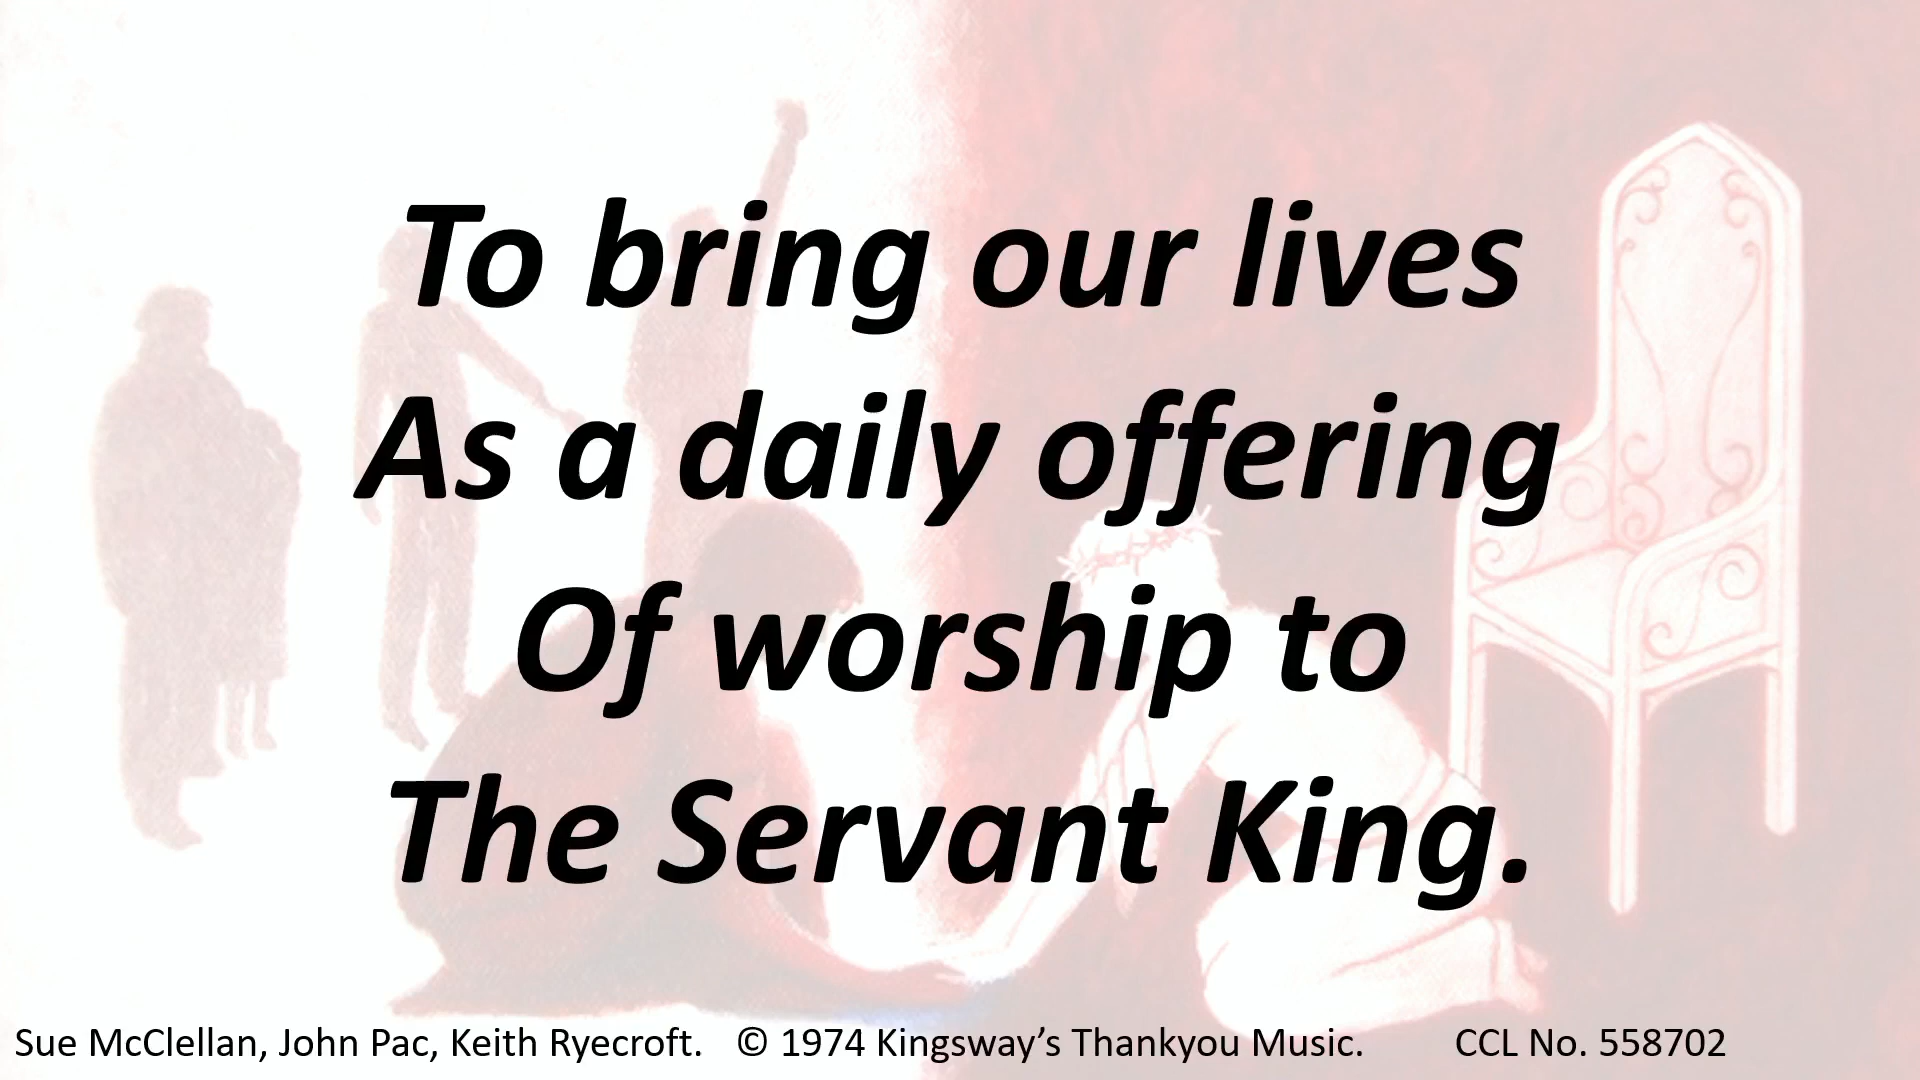 To bring our lives
As a daily offering
Of worship to
The Servant King.
Sue McClellan, John Pac, Keith Ryecroft. © 1974 Kingsway’s Thankyou Music. CCL No. 558702